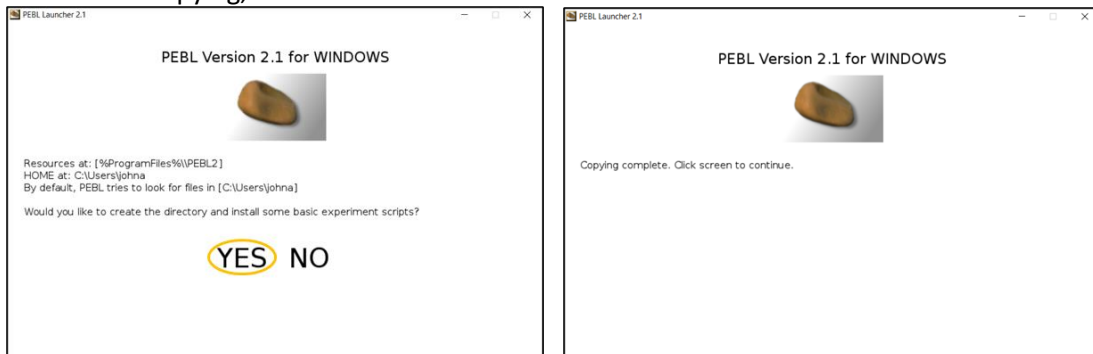 PEBL Launcher 2.1
PEBL Version 2.1 for WINDOWS
Resources at: [%ProgramFiles%\\PEBL2]
HOME at: C:\Users\johna
By default, PEBL tries to look for files in [C:\Users\johna]
Would you like to create the directory and install some basic experiment scripts?
YES NO
PEBL Launcher 2.1
PEBL Version 2.1 for WINDOWS
Copying complete. Click screen to continue.